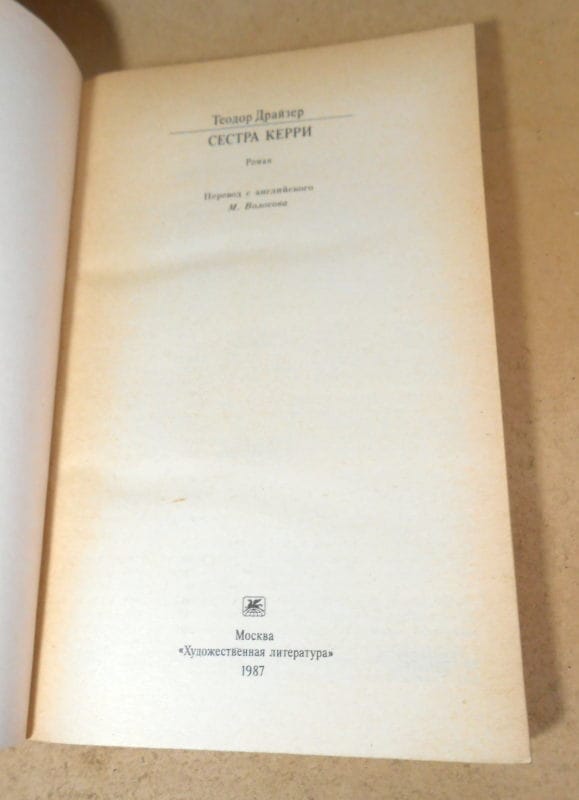 Теодор Драйзер
СЕСТРА КЕРРИ
Роман
Перевод с английского
М. Волосова
Москва
«Художественная литература»
1987